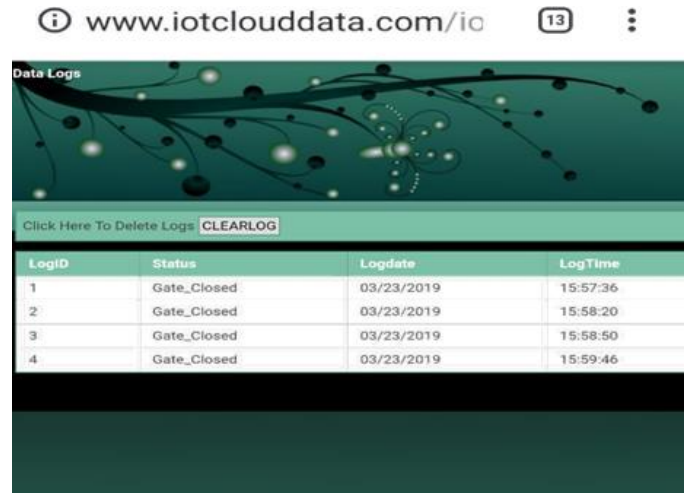 www.iotclouddata.com/ic
13
Data Logs
Click Here To Delete Logs CLEARLOG
LogID Status Logdate LogTime
1 Gate_Closed 03/23/2019 15:57:36
2 Gate_Closed 03/23/2019 15:58:20
3 Gate_Closed 03/23/2019 15:58:50
4 Gate_Closed 03/23/2019 15:59:46